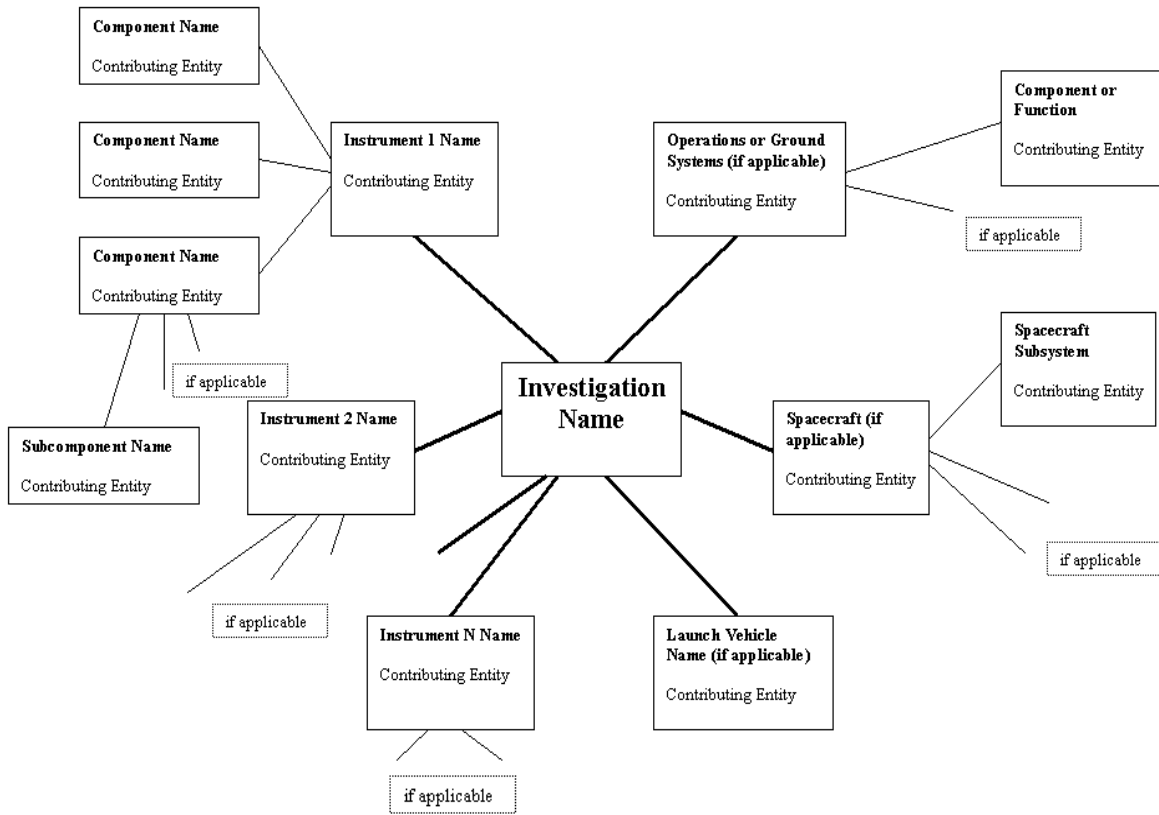 Component Name
Contributing Entity
Component Name
Contributing Entity
Component Name
Contributing Entity
if applicable
Subcomponent Name
Contributing Entity
Instrument 1 Name
Contributing Entity
Operations or Ground
Systems (if applicable)
Contributing Entity
Component or
Function
Contributing Entity
if applicable
Investigation
Name
Instrument 2 Name
Contributing Entity
if applicable
Spacecraft (if
applicable)
Contributing Entity
Spacecraft
Subsystem
Contributing Entity
if applicable
Instrument N Name
Contributing Entity
if applicable
Launch Vehicle
Name (if applicable)
Contributing Entity